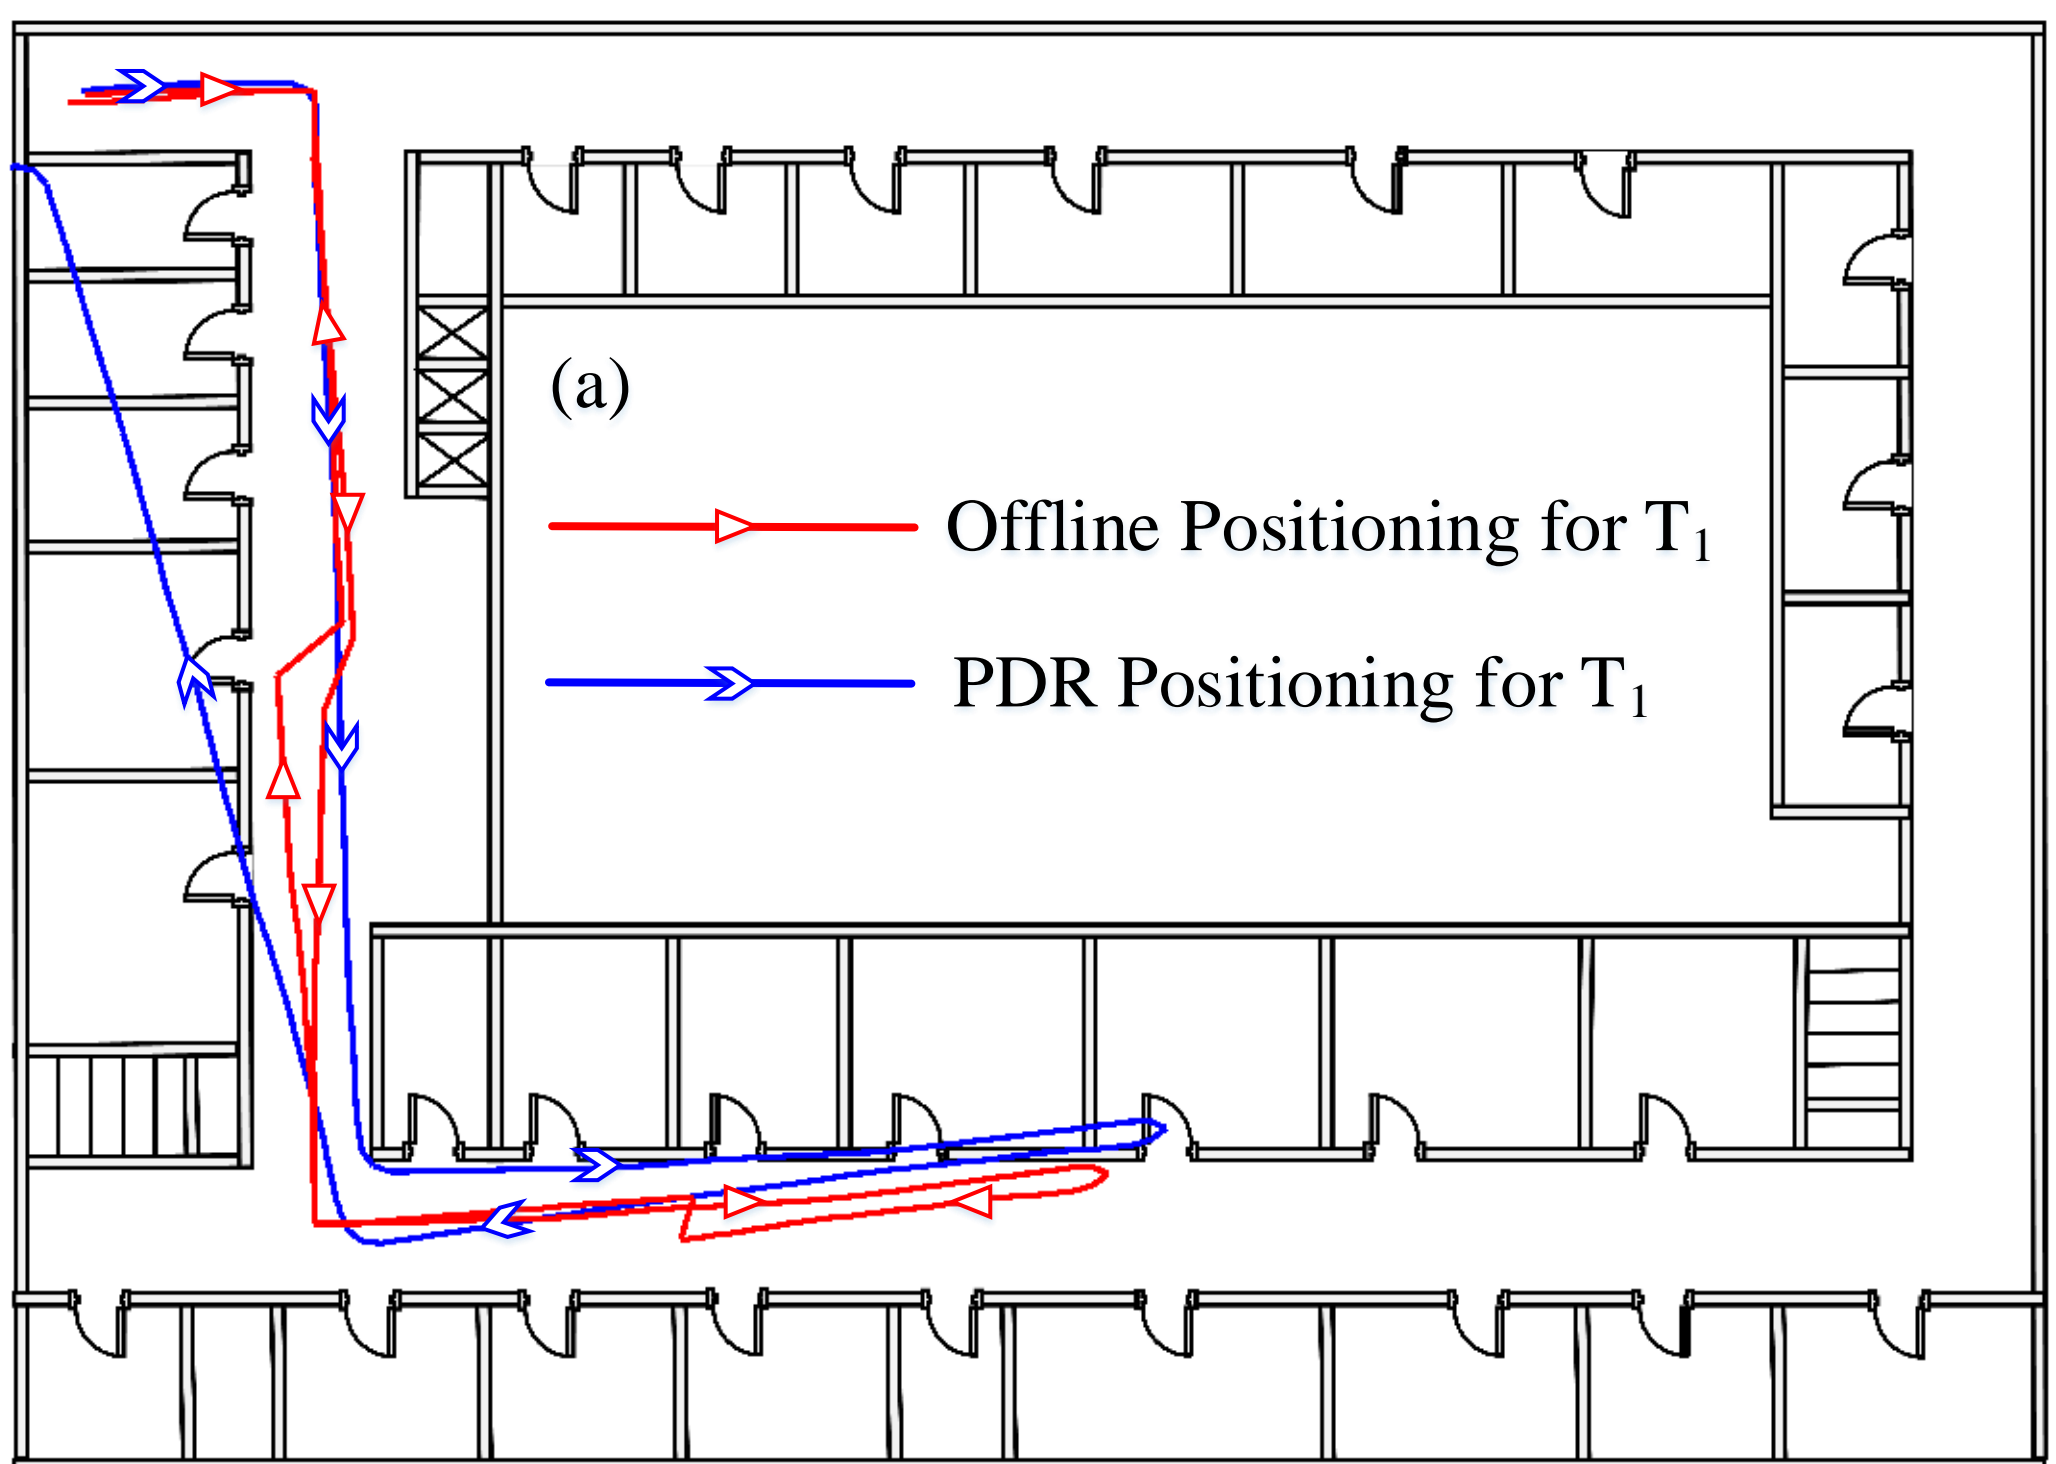 (a)
Offline Positioning for T₁
PDR Positioning for T₁